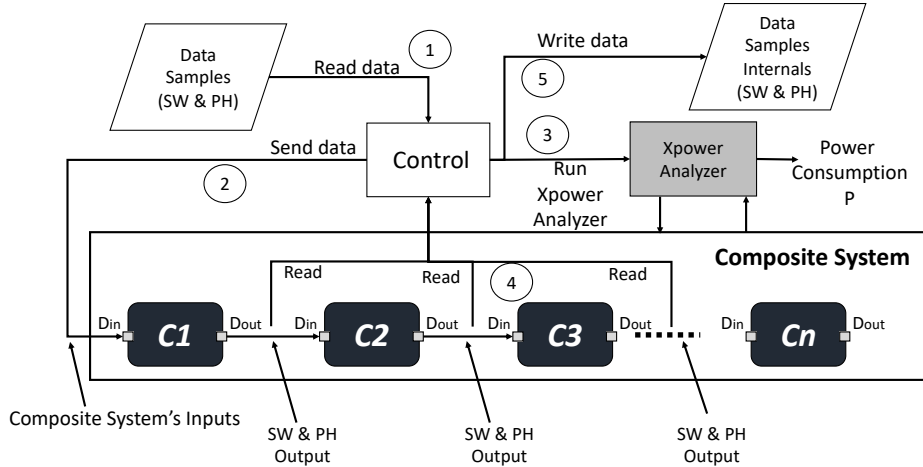 Data
Samples
(SW & PH)
1
Read data
Write data
5
Data
Samples
Internals
(SW & PH)
Send data
2
Control
3
Run
Xpower
Analyzer
Xpower
Analyzer
Power
Consumption
P
Composite System
Read
Read
4
Read
Din
C1
Dout
Din
C2
Dout
Din
C3
Dout
Din
Cn
Dout
Composite System's Inputs
SW & PH
Output
SW & PH
Output
SW & PH
Output